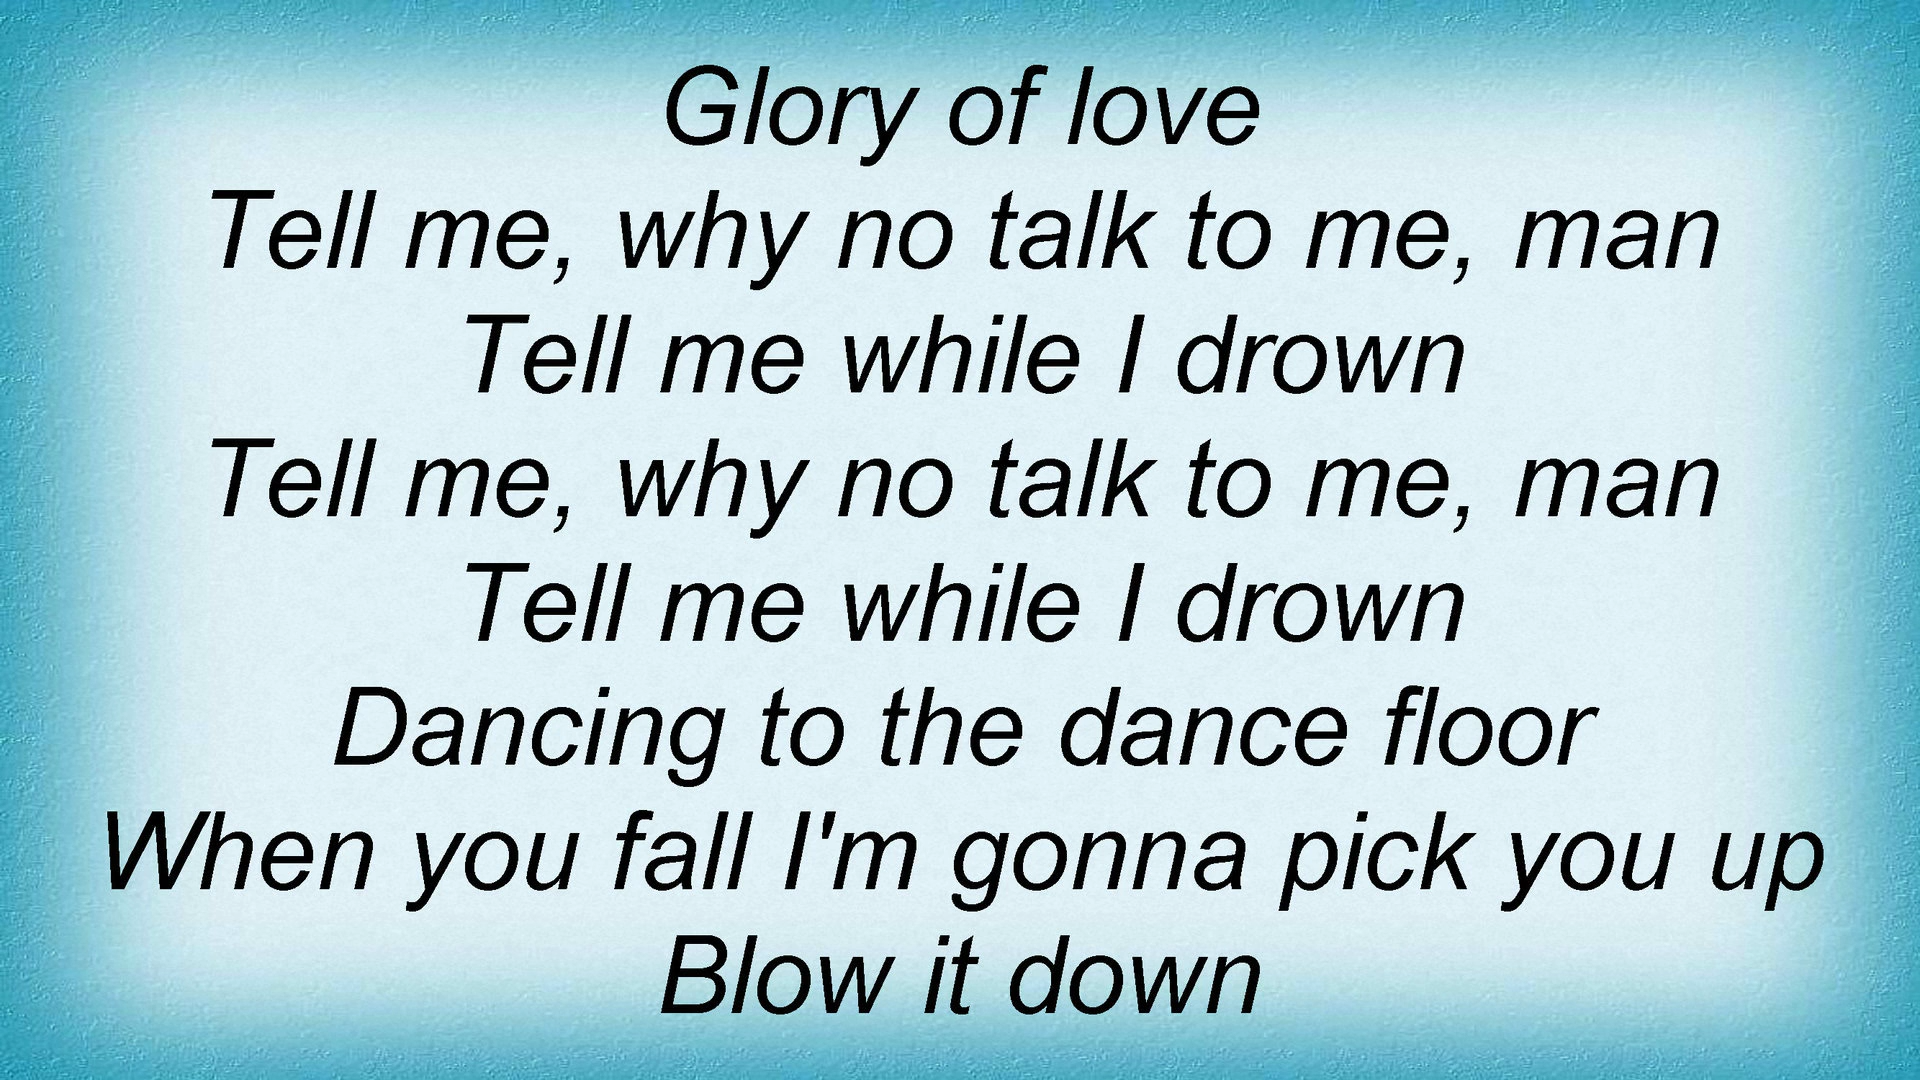 Glory of love
Tell me, why no talk to me, man
Tell me while I drown
Tell me, why no talk to me, man
Tell me while I drown
Dancing to the dance floor
When you fall I'm gonna pick you up
Blow it down